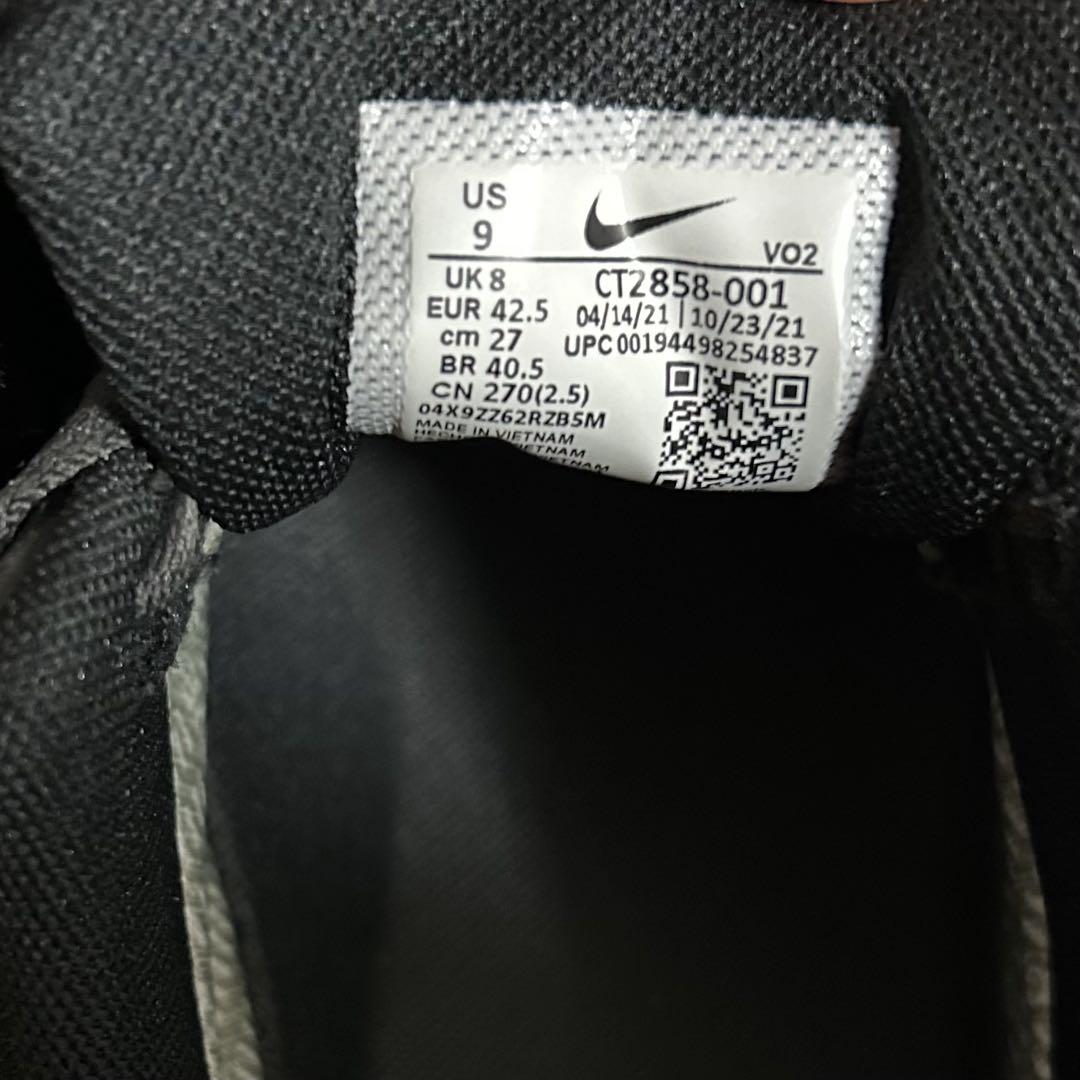 US
9
VO2
UK 8
CT2858-001
EUR 42.5
04/14/21 | 10/23/21
cm 27
UPC 00194498254837
BR 40.5
CN 270(2.5)
04X9ZZ62RZB5M
MADE IN VIETNAM